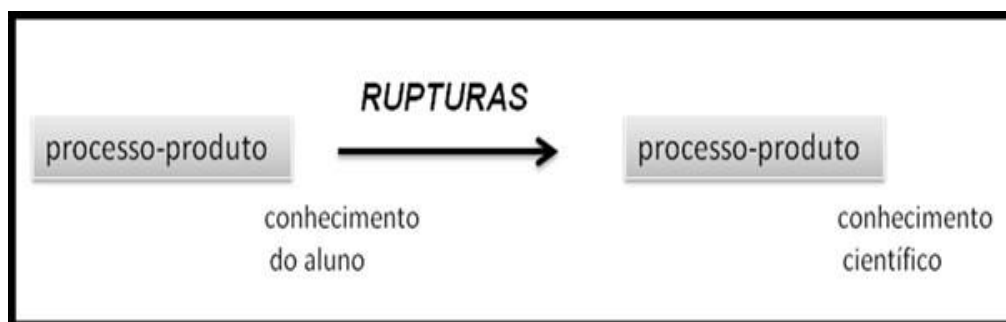 RUPTURAS
processo-produto
processo-produto
conhecimento
do aluno
conhecimento
científico